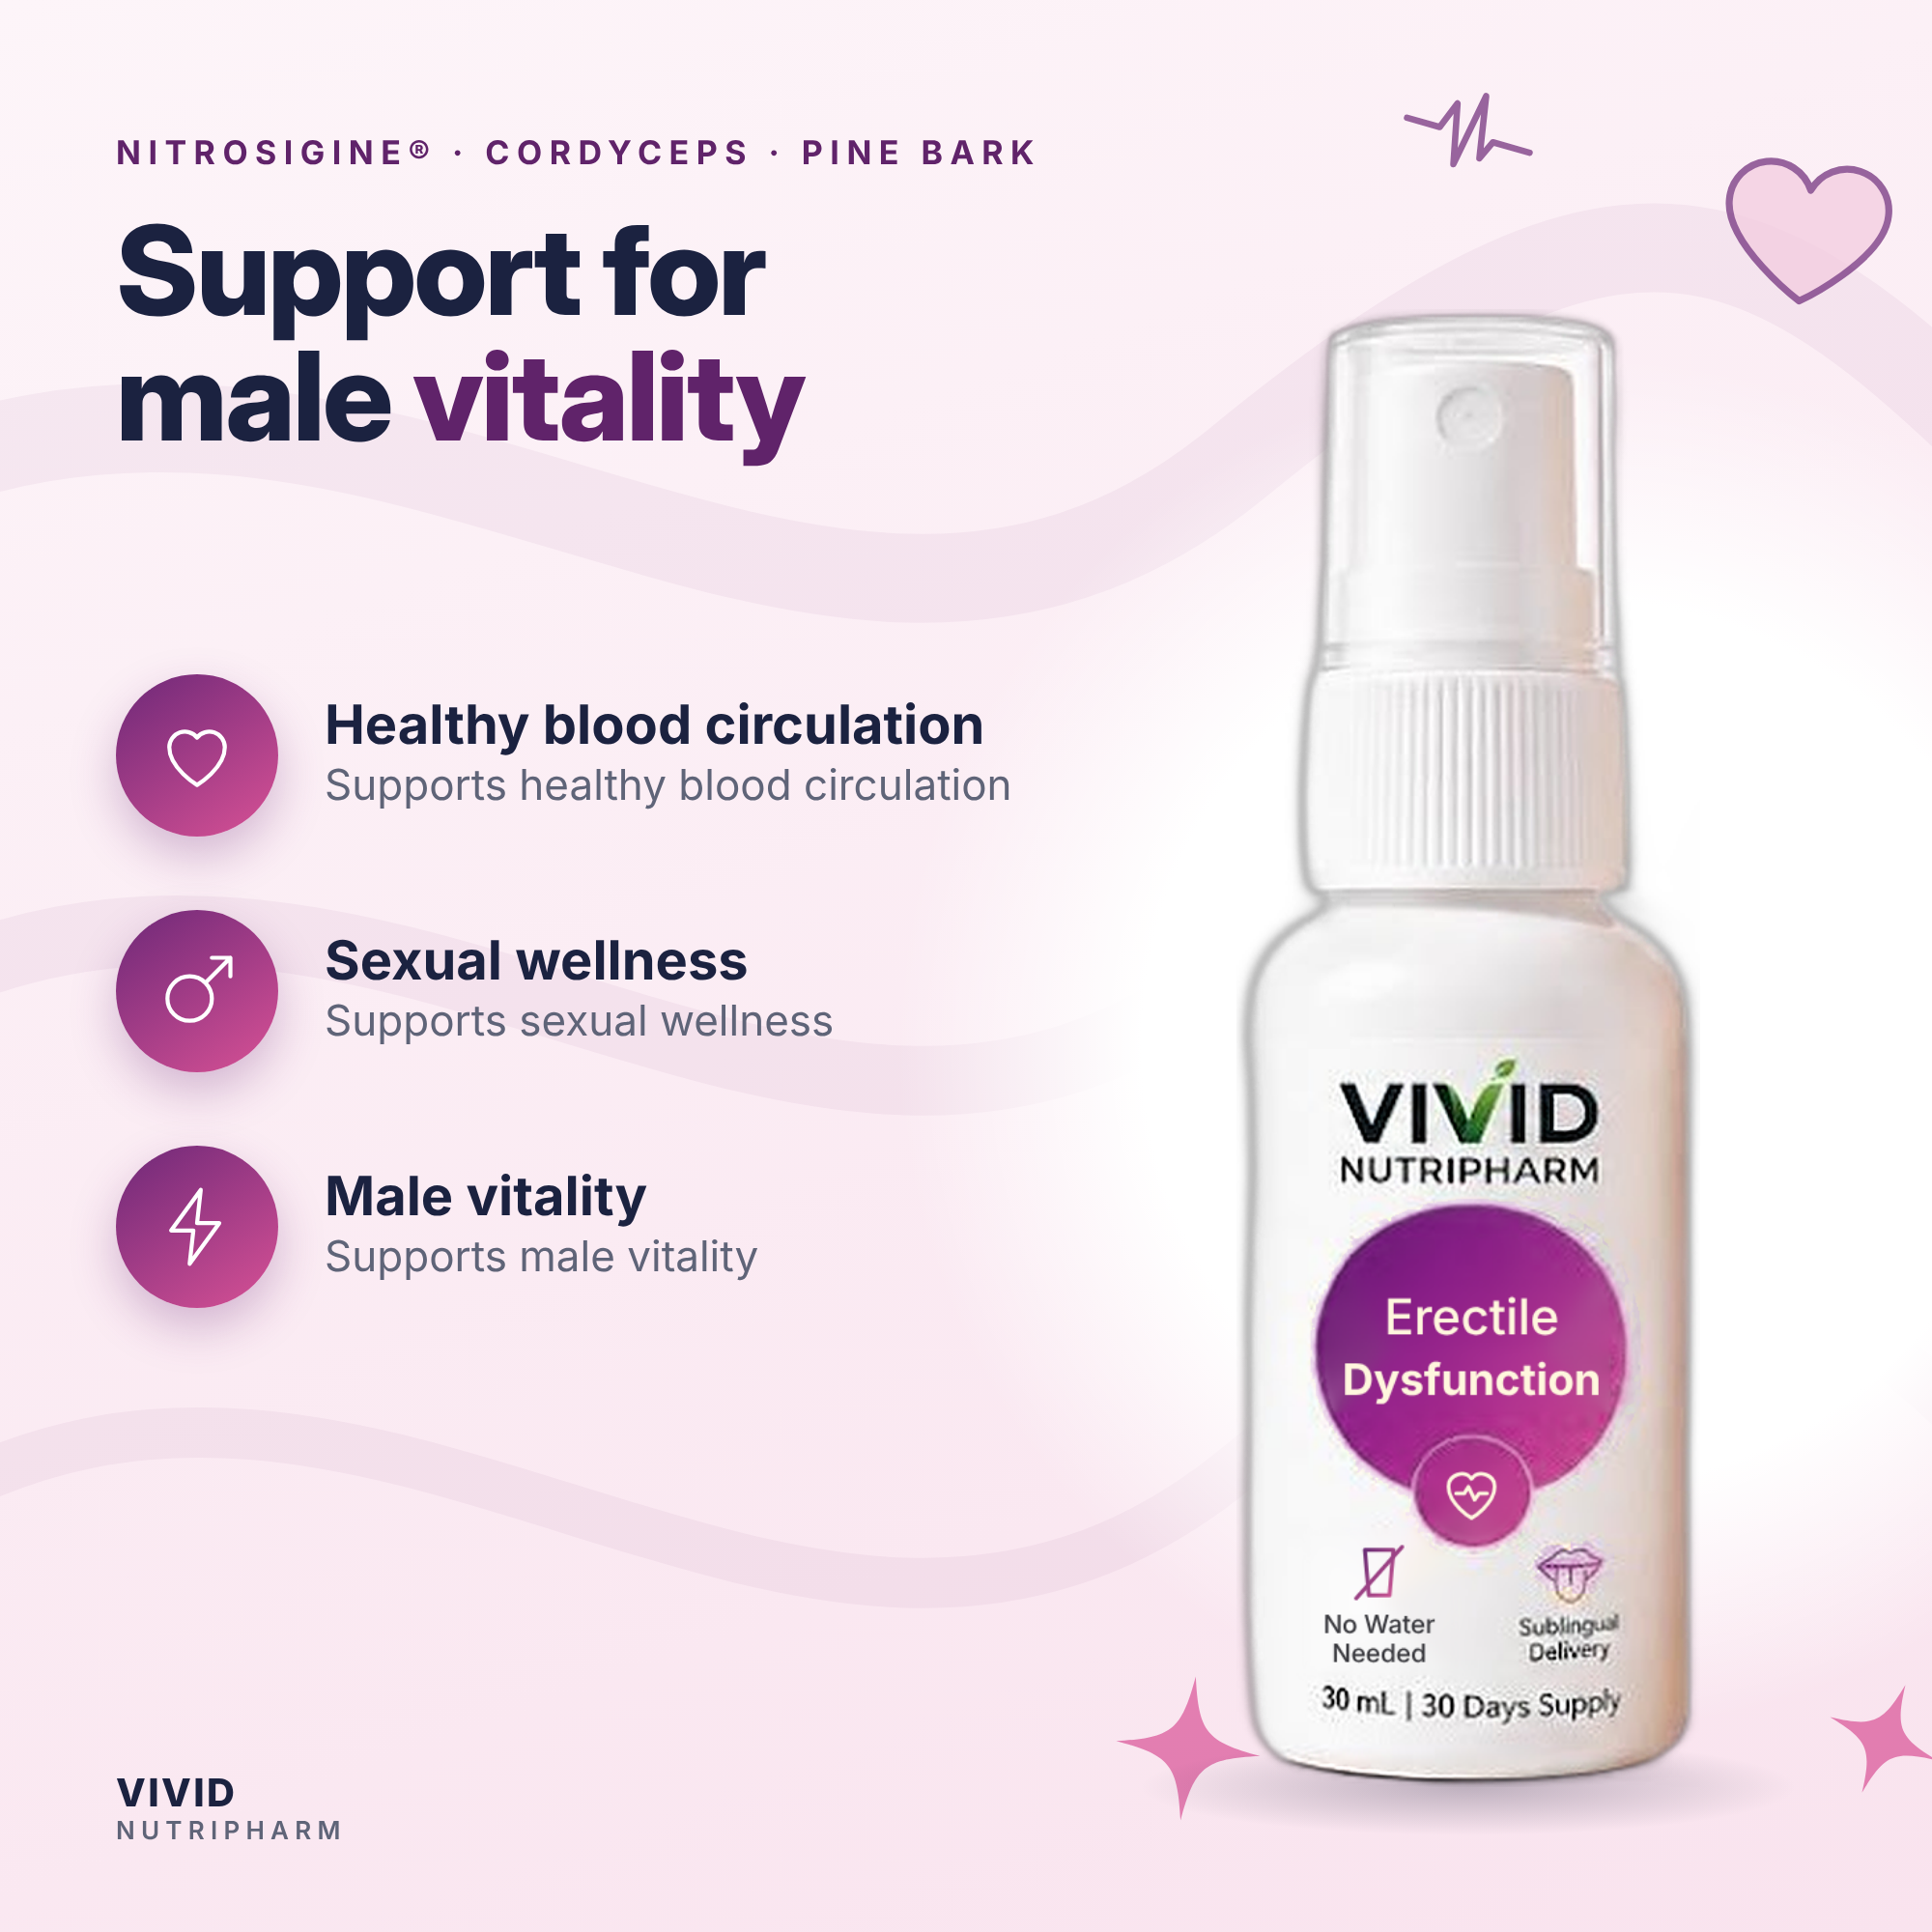 NITROSIGINE® · CORDYCEPS · PINE BARK
Support for
male vitality
Healthy blood circulation
Supports healthy blood circulation
Sexual wellness
Supports sexual wellness
Male vitality
Supports male vitality
VIVID
NUTRIPHARM
Erectile
Dysfunction
No Water
Needed
Sublingual
Delivery
30 mL | 30 Days Supply
VIVID
NUTRIPHARM